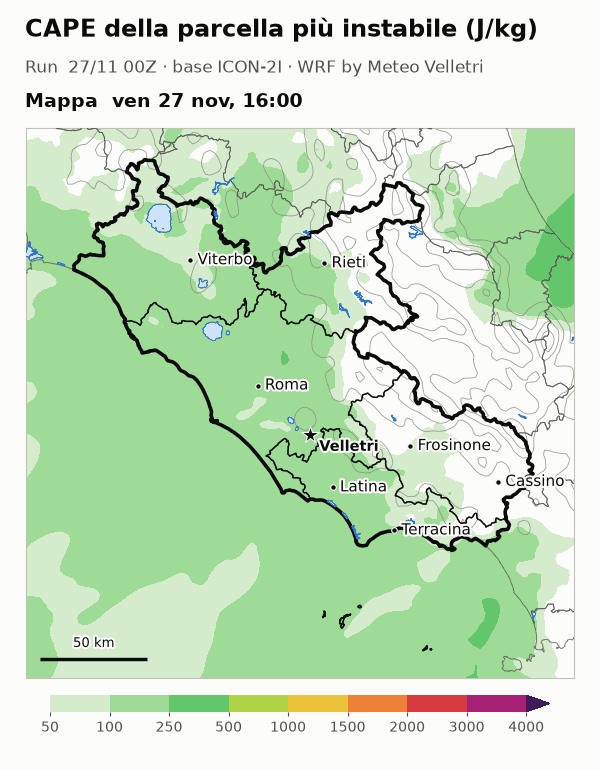 CAPE della parcella più instabile (J/kg)
Run  27/11 00Z · base ICON-2I · WRF by Meteo Velletri
Mappa  ven 27 nov, 16:00
Viterbo
Rieti
Roma
Velletri
Frosinone
Latina
Cassino
Terracina
50 km
50 100 250 500 1000 1500 2000 3000 4000